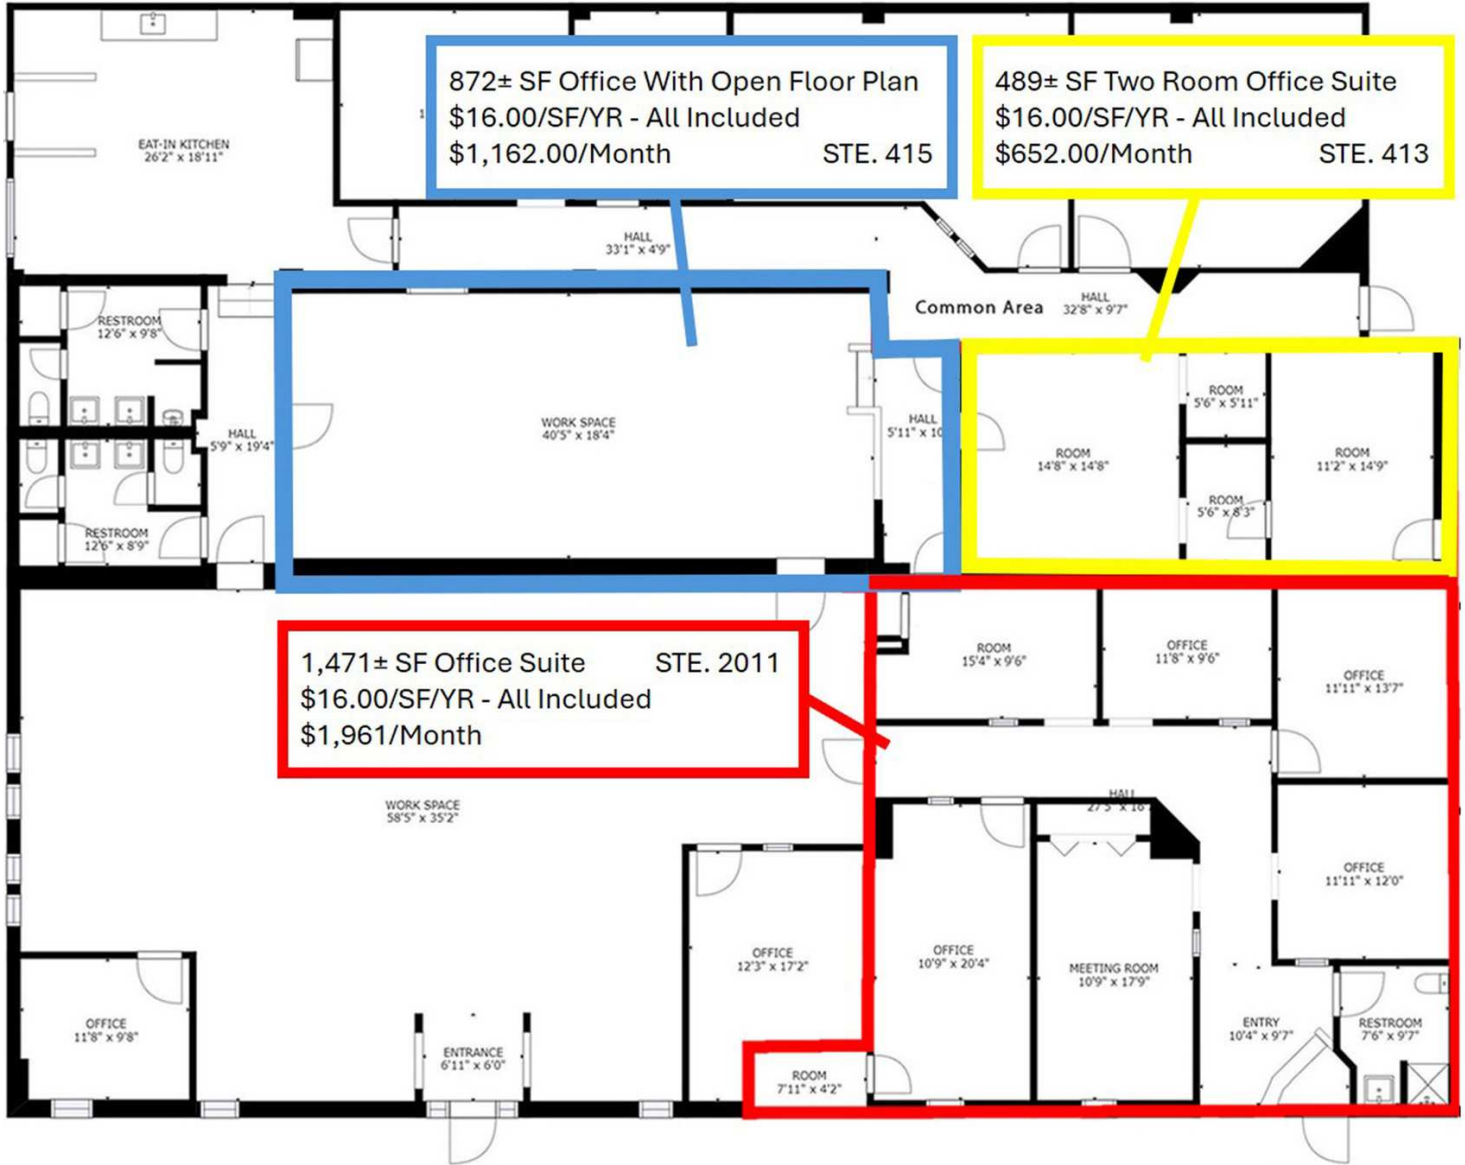 872± SF Office With Open Floor Plan
$16.00/SF/YR - All Included
$1,162.00/Month STE. 415
489± SF Two Room Office Suite
$16.00/SF/YR - All Included
$652.00/Month STE. 413
EAT-IN KITCHEN
26'2" x 18'11"
HALL
33'1" x 4'9"
Common Area
HALL
32'8" x 9'7"
RESTROOM
12'6" x 9'8"
HALL
5'9" x 19'4"
WORK SPACE
40'5" x 18'4"
HALL
5'11" x 10
ROOM
14'8" x 14'8"
ROOM
5'6" x 5'11"
ROOM
5'6" x 8'3"
ROOM
11'2" x 14'9"
RESTROOM
12'6" x 8'9"
1,471± SF Office Suite STE. 2011
$16.00/SF/YR - All Included
$1,961/Month
ROOM
15'4" x 9'6"
OFFICE
11'8" x 9'6"
OFFICE
11'11" x 13'7"
WORK SPACE
58'5" x 35'2"
HALL
27'5" x 16'
OFFICE
11'11" x 12'0"
OFFICE
12'3" x 17'2"
OFFICE
10'9" x 20'4"
MEETING ROOM
10'9" x 17'9"
OFFICE
11'8" x 9'8"
ENTRANCE
6'11" x 6'0"
ROOM
7'11" x 4'2"
ENTRY
10'4" x 9'7"
RESTROOM
7'6" x 9'7"